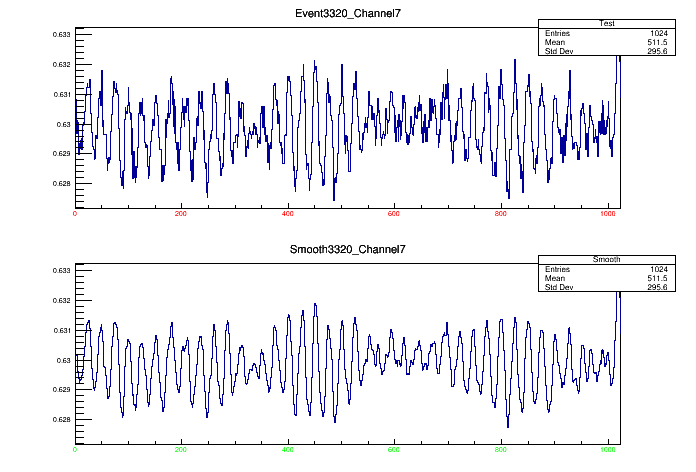 Event3320_Channel7
Test
Entries 1024
Mean 511.5
Std Dev 295.6
0.633
0.632
0.631
0.63
0.629
0.628
0 200 400 600 800 1000
Smooth3320_Channel7
Smooth
Entries 1024
Mean 511.5
Std Dev 295.6
0.633
0.632
0.631
0.63
0.629
0.628
0 200 400 600 800 1000